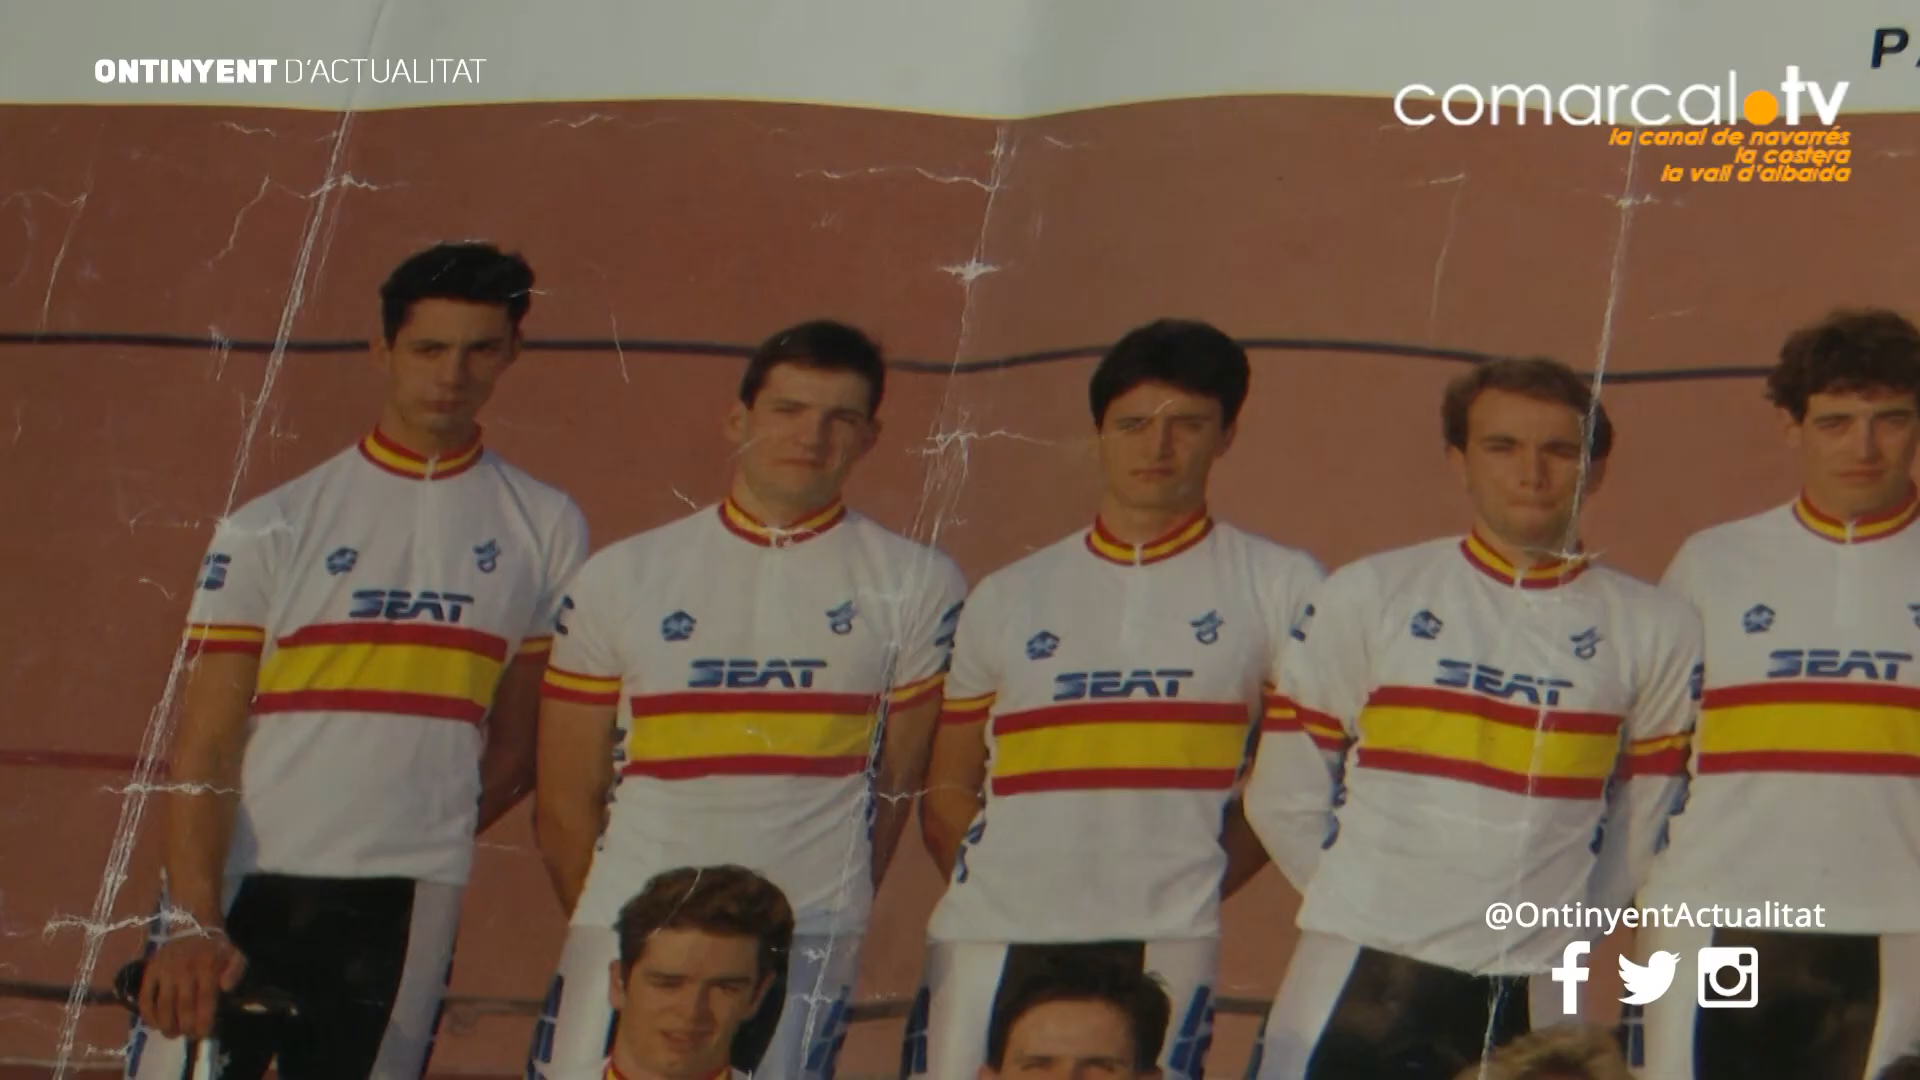 ONTINYENT D'ACTUALITAT
comarcal.tv
la canal de navarrés
la costera
la vall d'albaida
SEAT
SEAT
SEAT
SEAT
SEAT
@OntinyentActualitat